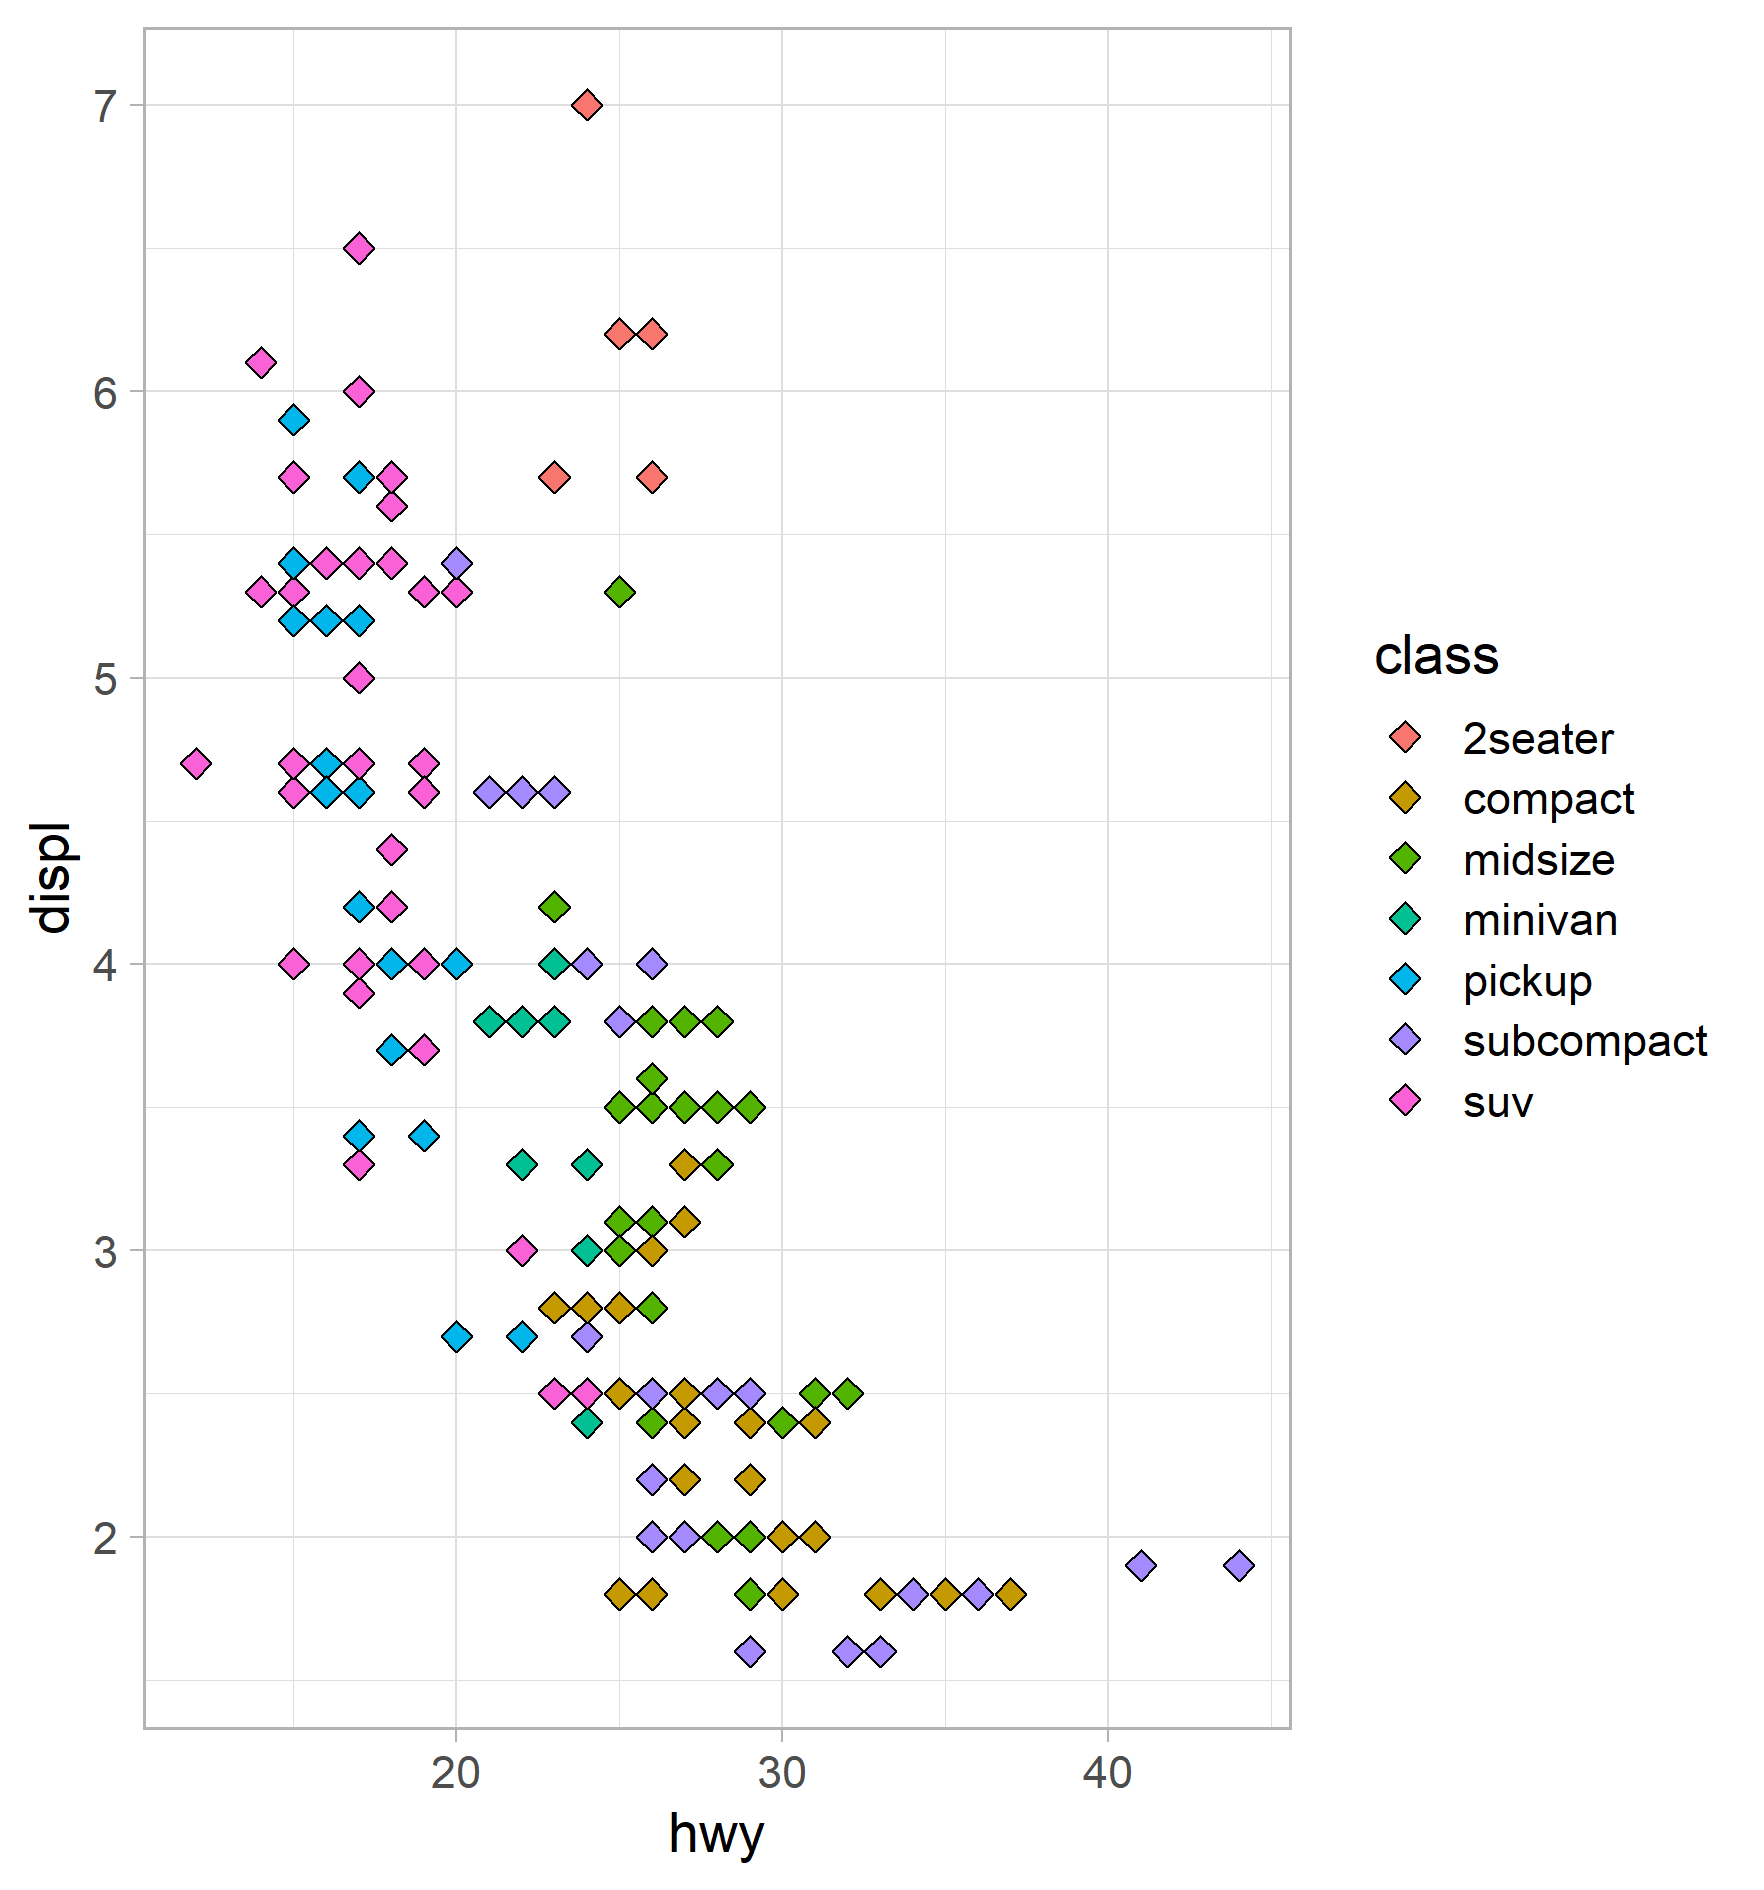 7
6
5
4
3
2
displ
20 30 40
hwy
class
2seater
compact
midsize
minivan
pickup
subcompact
suv